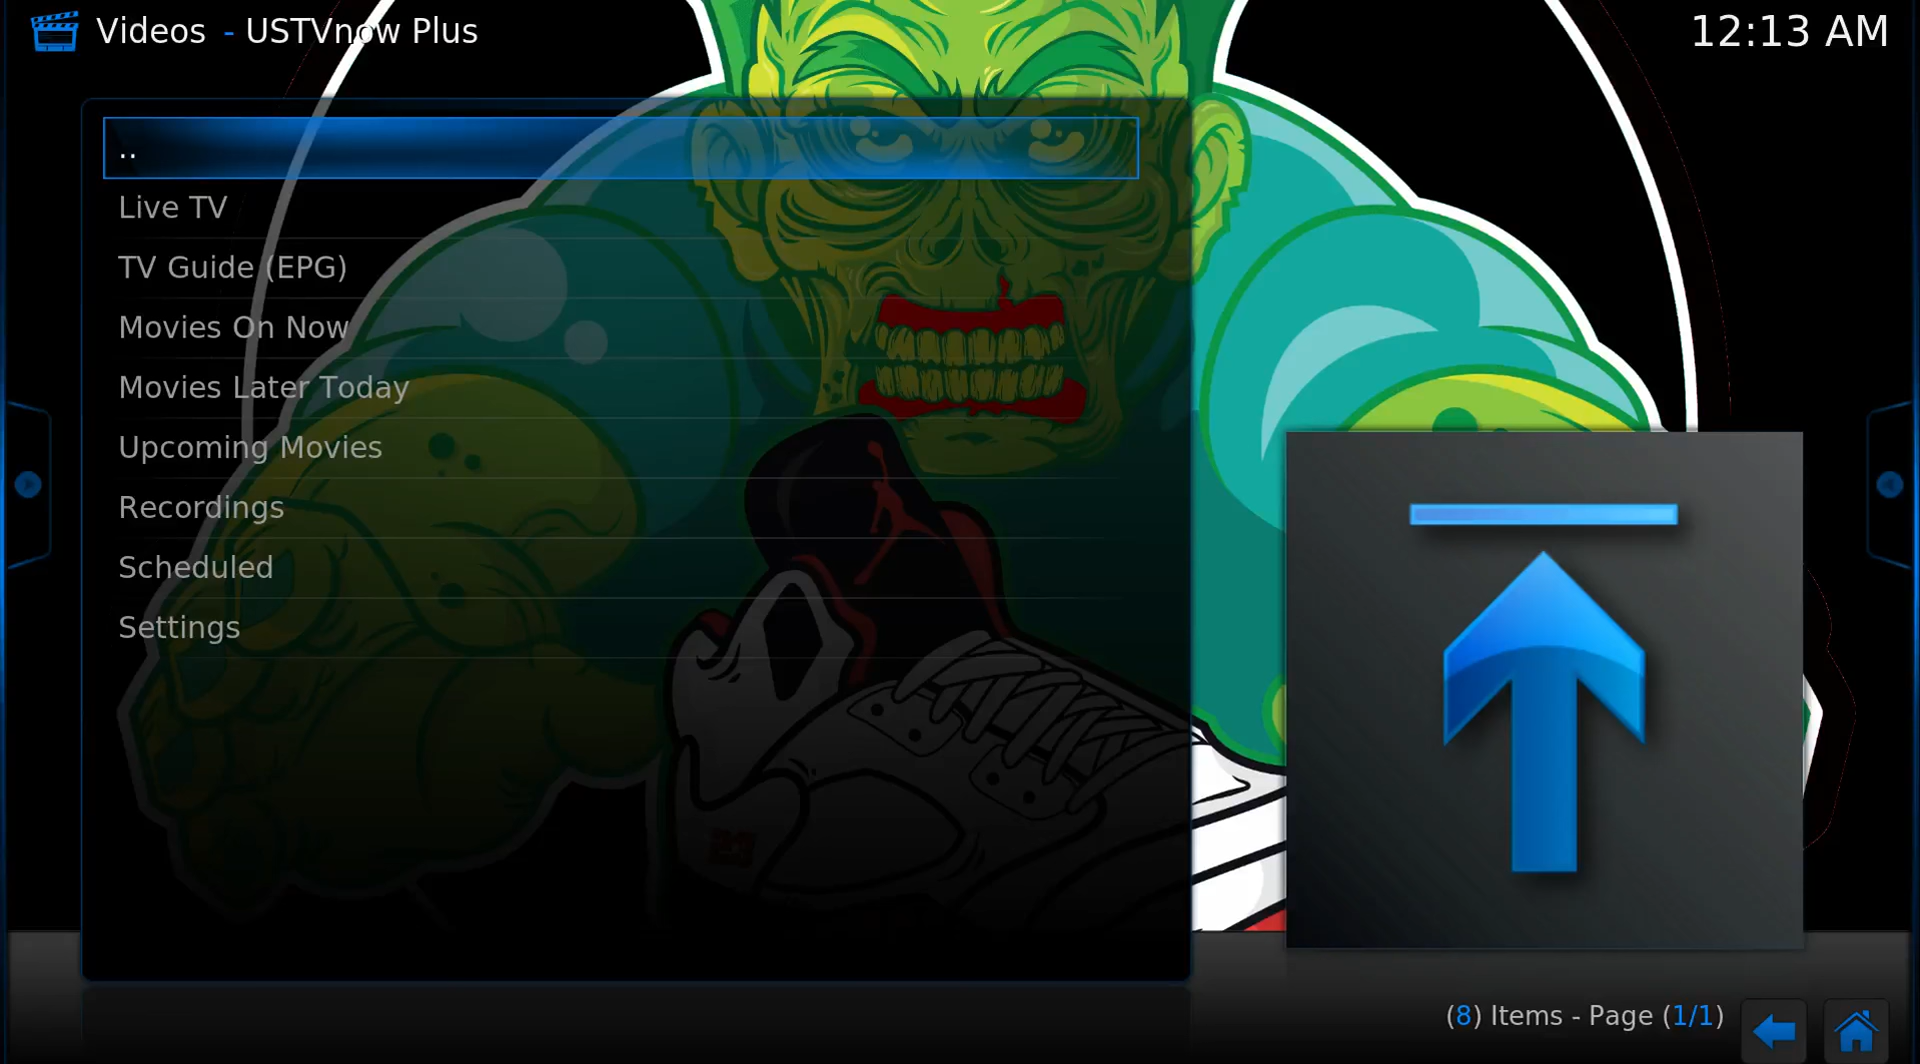 Videos - USTVnow Plus
12:13 AM
..
Live TV
TV Guide (EPG)
Movies On Now
Movies Later Today
Upcoming Movies
Recordings
Scheduled
Settings
(8) Items - Page (1/1)